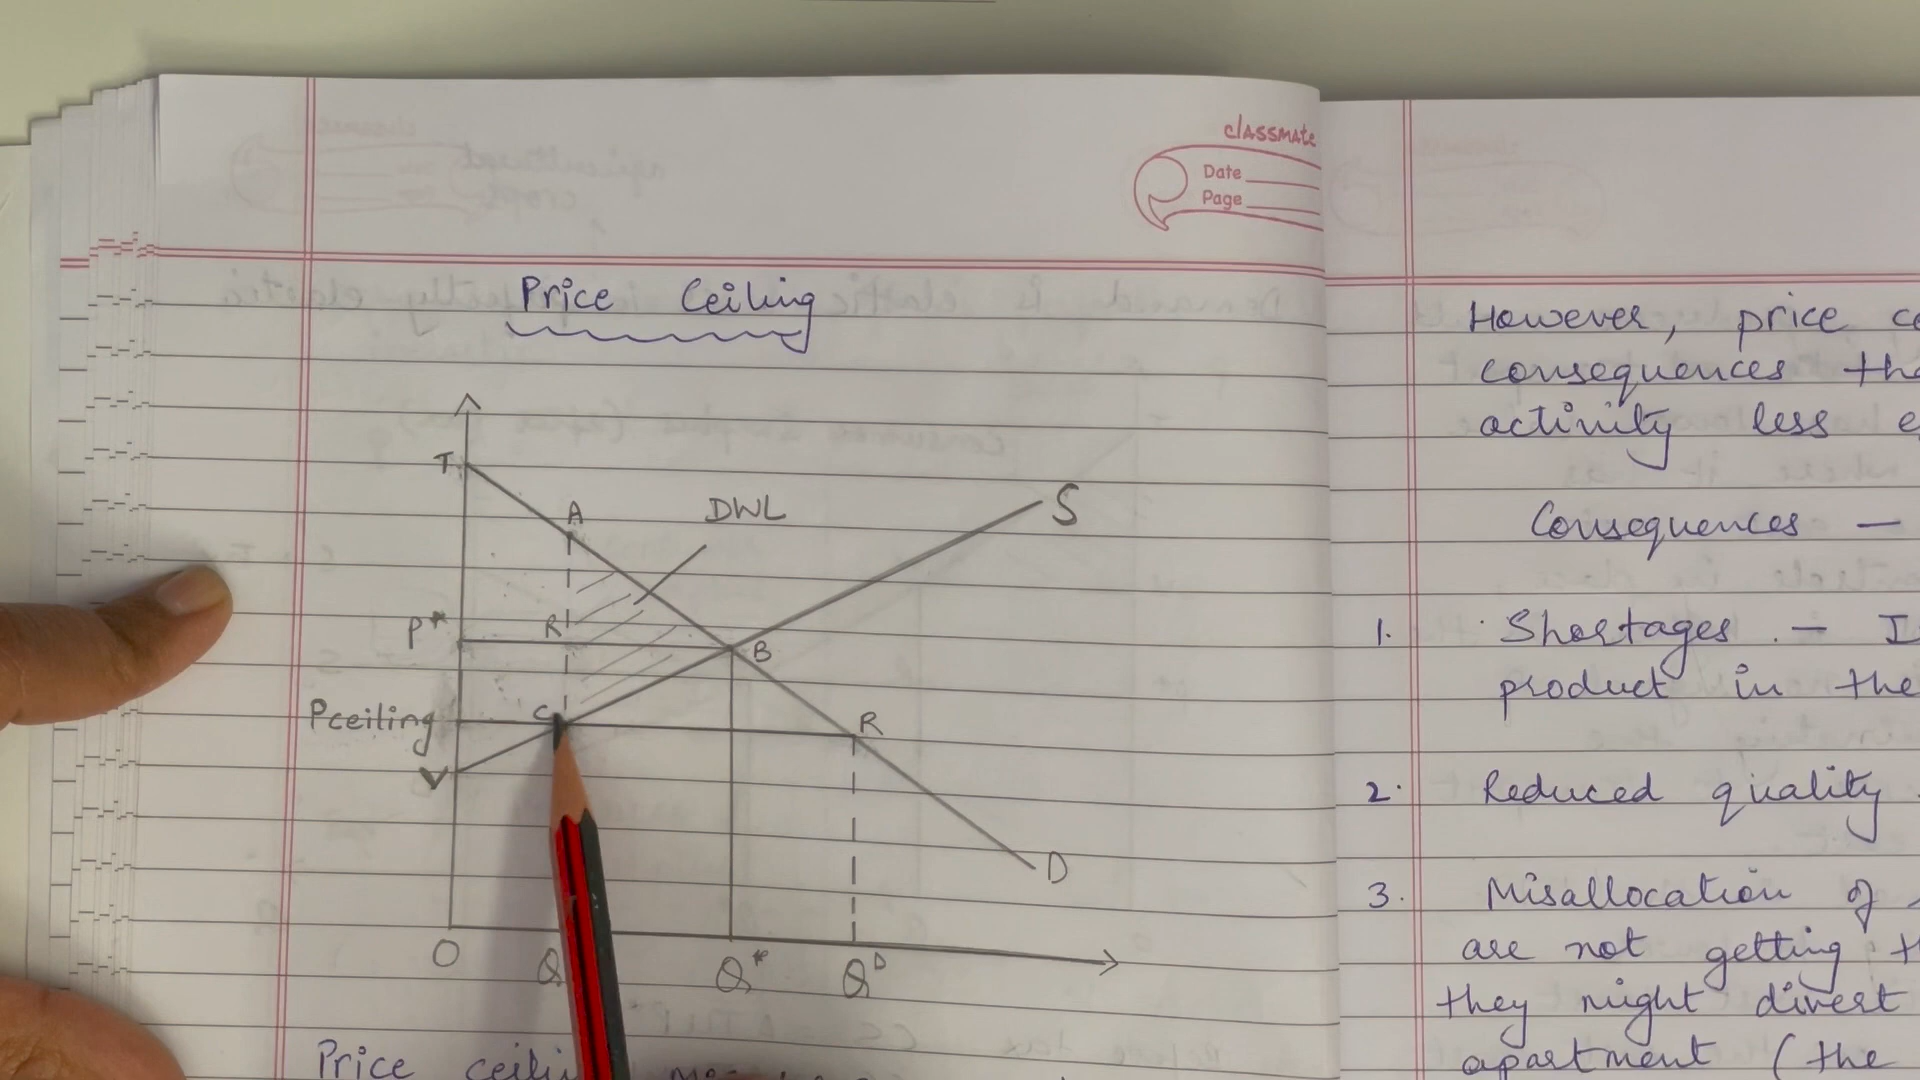 classmate
Date
Page
Price Ceiling
T
A
DWL
S
P*
R'
B
Pceiling
C
R
V
D
O
Q
Q*
Q^D
Price
However, price
consequences
activity less
Consequences —
1. Shortages. –
product in the
2. Reduced quality
3. Misallocation of
are not getting
they might divert
apartment (the